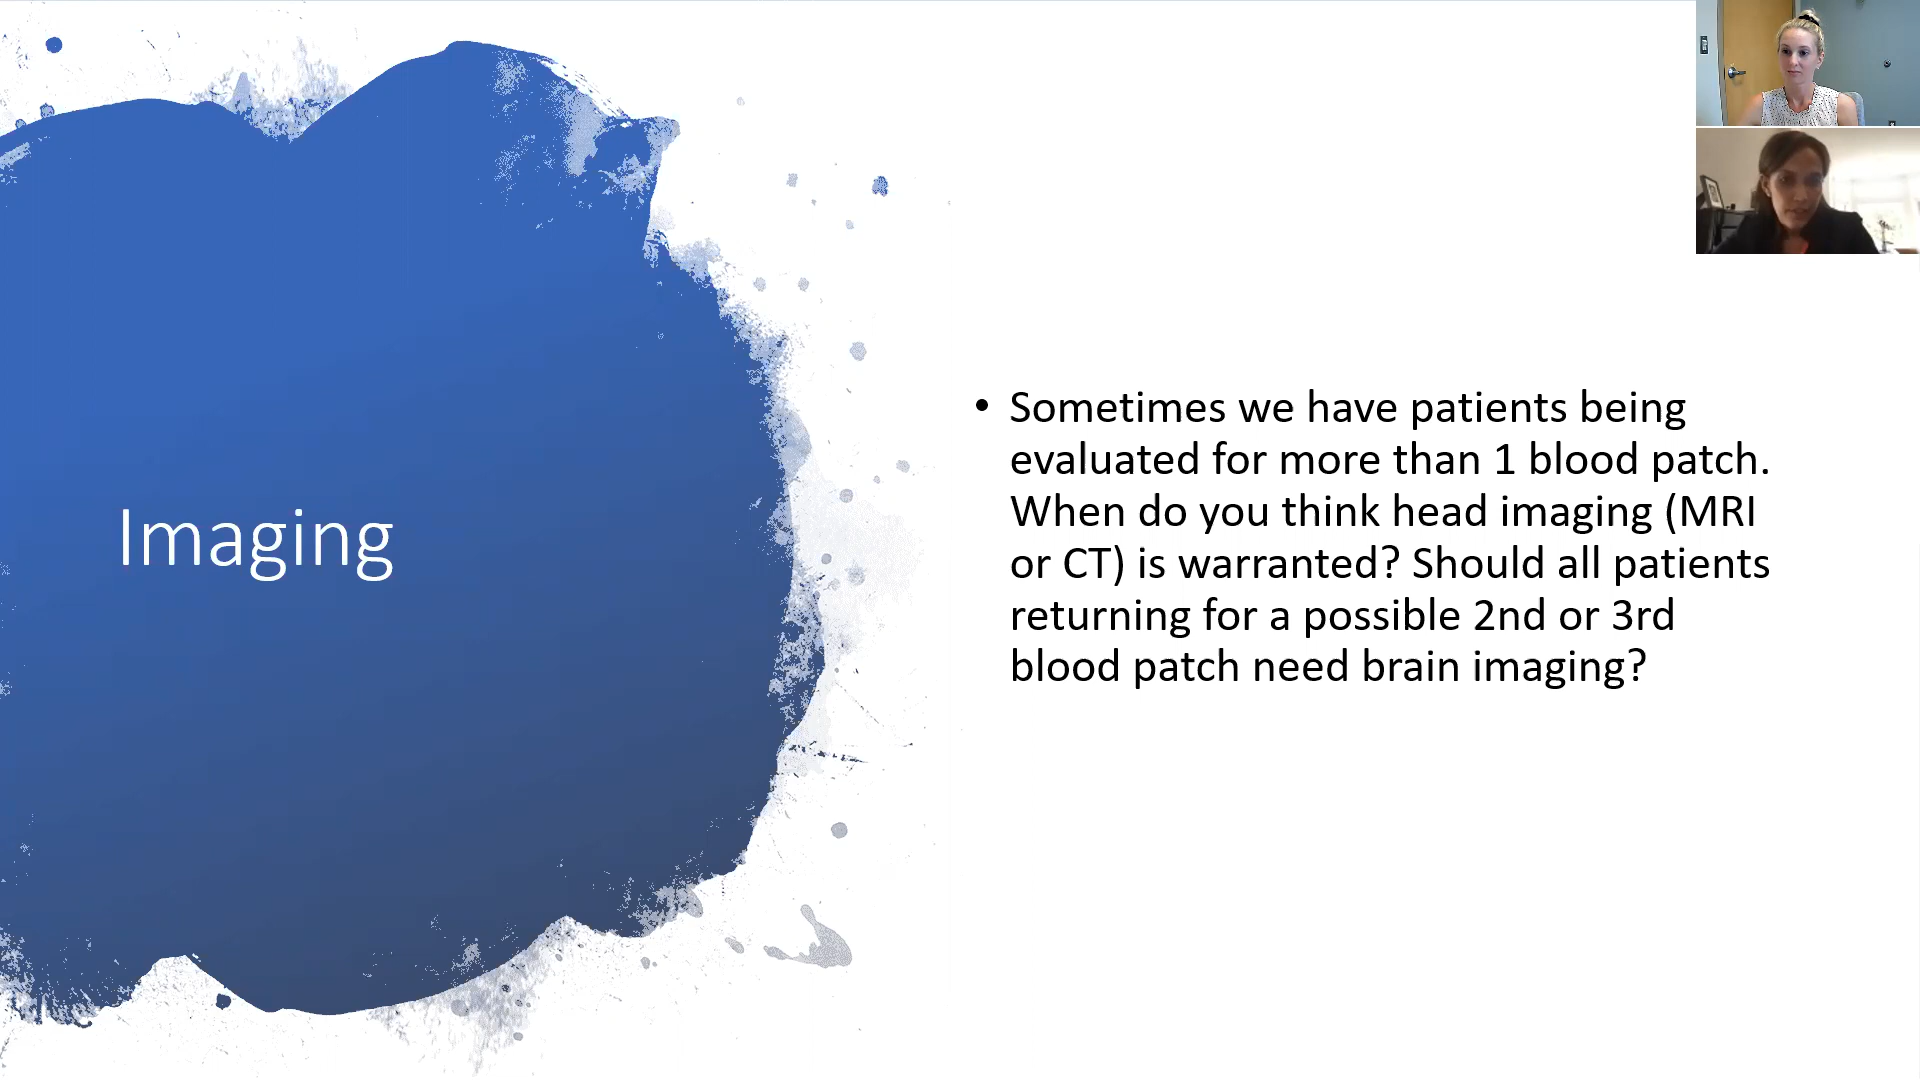 Imaging
• Sometimes we have patients being
evaluated for more than 1 blood patch.
When do you think head imaging (MRI
or CT) is warranted? Should all patients
returning for a possible 2nd or 3rd
blood patch need brain imaging?